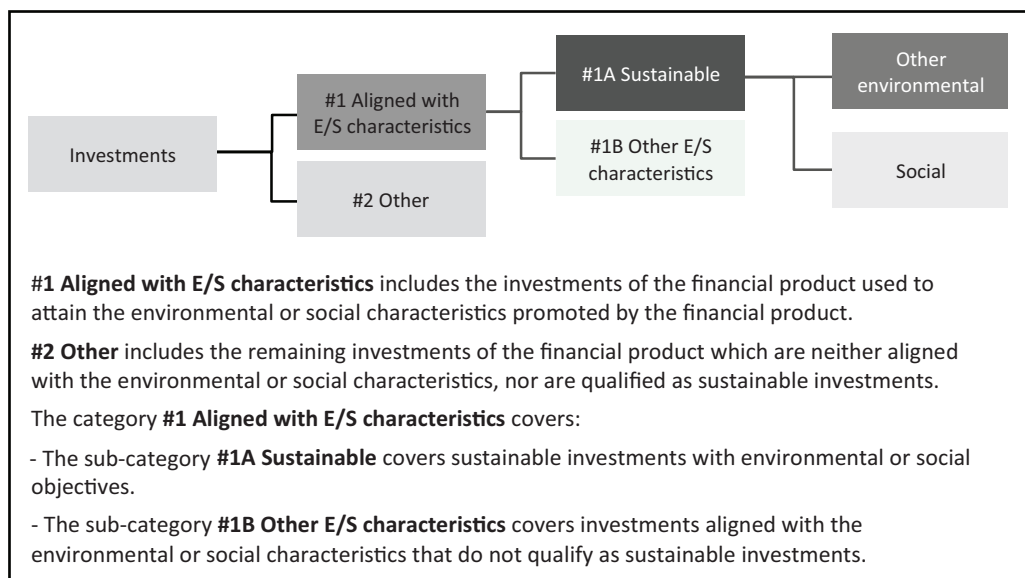 Investments
#1 Aligned with
E/S characteristics
#2 Other
#1A Sustainable
#1B Other E/S
characteristics
Other
environmental
Social
#1 Aligned with E/S characteristics includes the investments of the financial product used to
attain the environmental or social characteristics promoted by the financial product.
#2 Other includes the remaining investments of the financial product which are neither aligned
with the environmental or social characteristics, nor are qualified as sustainable investments.
The category #1 Aligned with E/S characteristics covers:
- The sub-category #1A Sustainable covers sustainable investments with environmental or social
objectives.
- The sub-category #1B Other E/S characteristics covers investments aligned with the
environmental or social characteristics that do not qualify as sustainable investments.